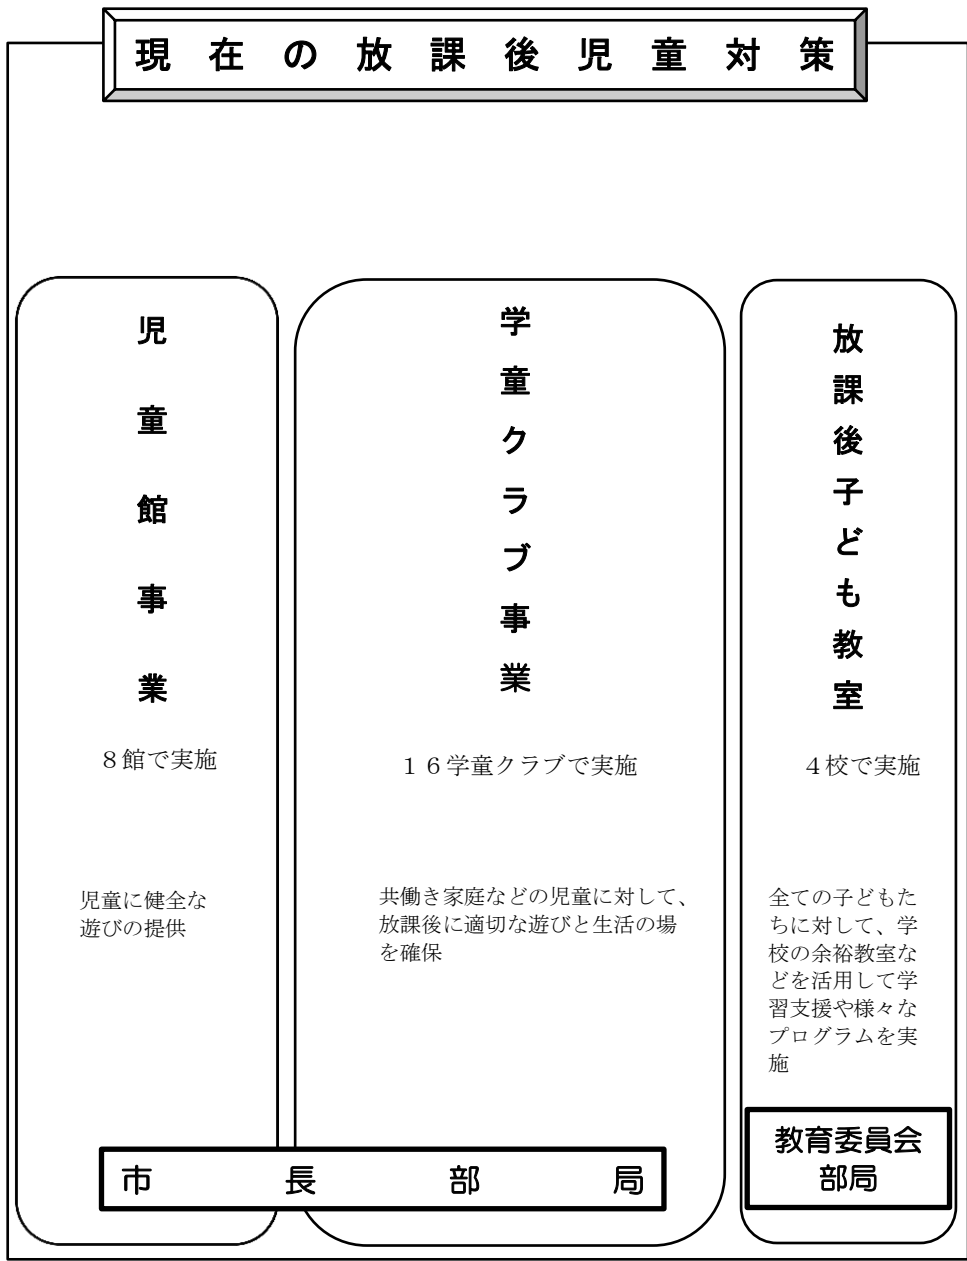 現在の放課後児童対策
児童館事業
８館で実施
児童に健全な
遊びの提供
学童クラブ事業
１６学童クラブで実施
共働き家庭などの児童に対して、
放課後に適切な遊びと生活の場
を確保
市長部局
放課後子ども教室
４校で実施
全ての子どもた
ちに対して、学
校の余裕教室な
どを活用して学
習支援や様々な
プログラムを実
施
教育委員会
部局